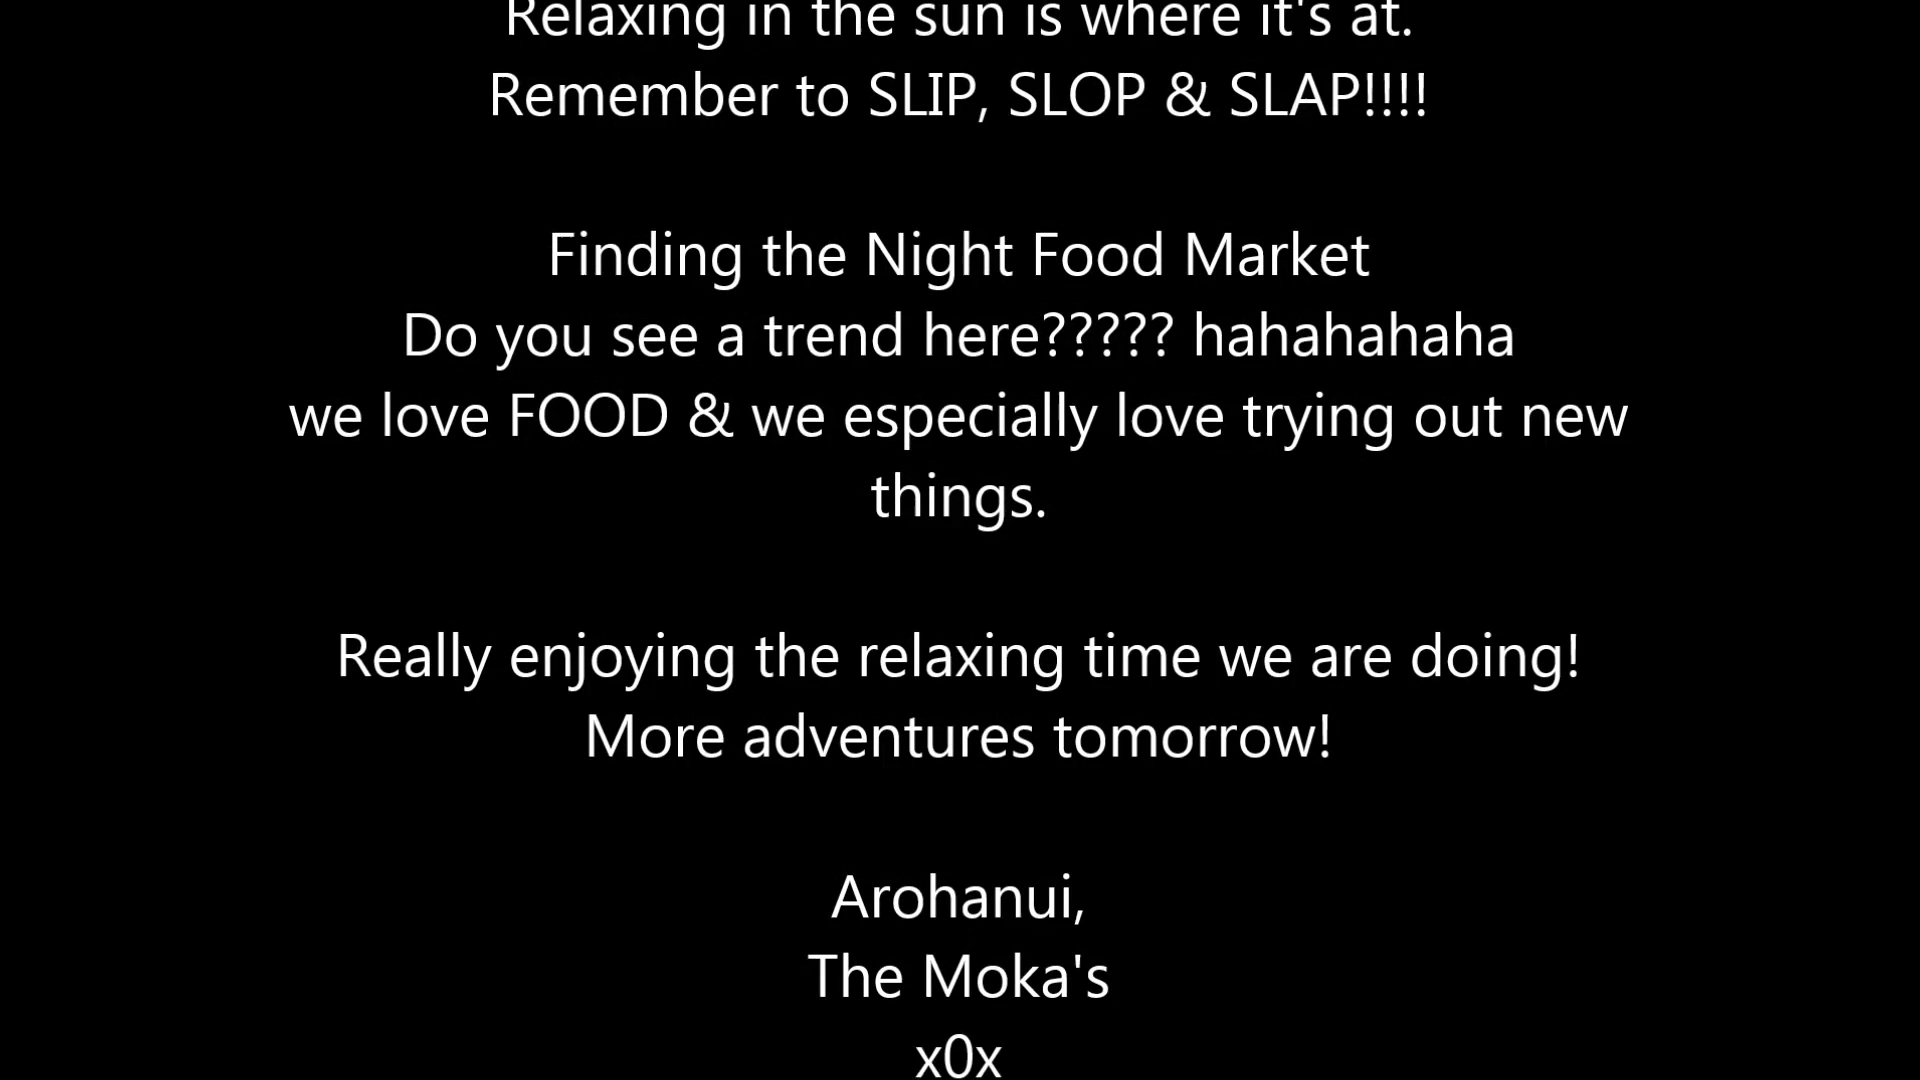 Relaxing in the sun is where it's at.
Remember to SLIP, SLOP & SLAP!!!!
Finding the Night Food Market
Do you see a trend here????? hahahahaha
we love FOOD & we especially love trying out new
things.
Really enjoying the relaxing time we are doing!
More adventures tomorrow!
Arohanui,
The Moka's
x0x